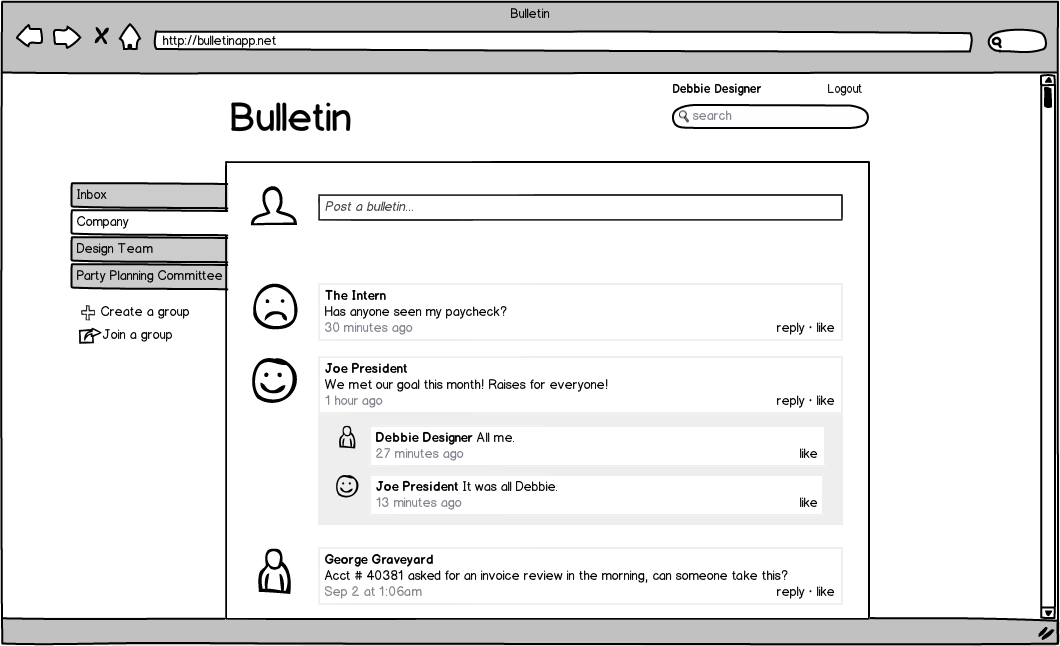 Bulletin
http://bulletinapp.net
Debbie Designer Logout
Bulletin
search
Inbox
Company
Design Team
Party Planning Committee
Create a group
Join a group
Post a bulletin...
The Intern
Has anyone seen my paycheck?
30 minutes ago reply · like
Joe President
We met our goal this month! Raises for everyone!
1 hour ago reply · like
Debbie Designer All me.
27 minutes ago like
Joe President It was all Debbie.
13 minutes ago like
George Graveyard
Acct # 40381 asked for an invoice review in the morning, can someone take this?
Sep 2 at 1:06am reply · like